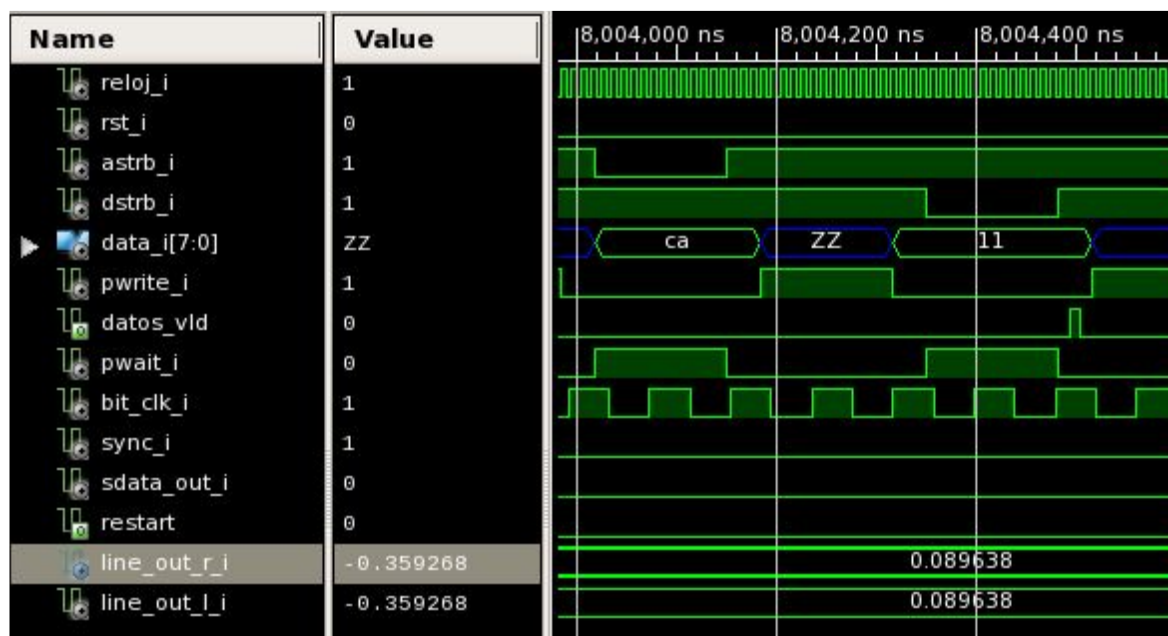 Name Value 8,004,000 ns 8,004,200 ns 8,004,400 ns
reloj_i 1
rst_i 0
astrb_i 1
dstrb_i 1
data_i[7:0] ZZ ca ZZ 11
pwrite_i 1
datos_vld 0
pwait_i 0
bit_clk_i 1
sync_i 1
sdata_out_i 0
restart 0
line_out_r_i -0.359268 0.089638
line_out_l_i -0.359268 0.089638